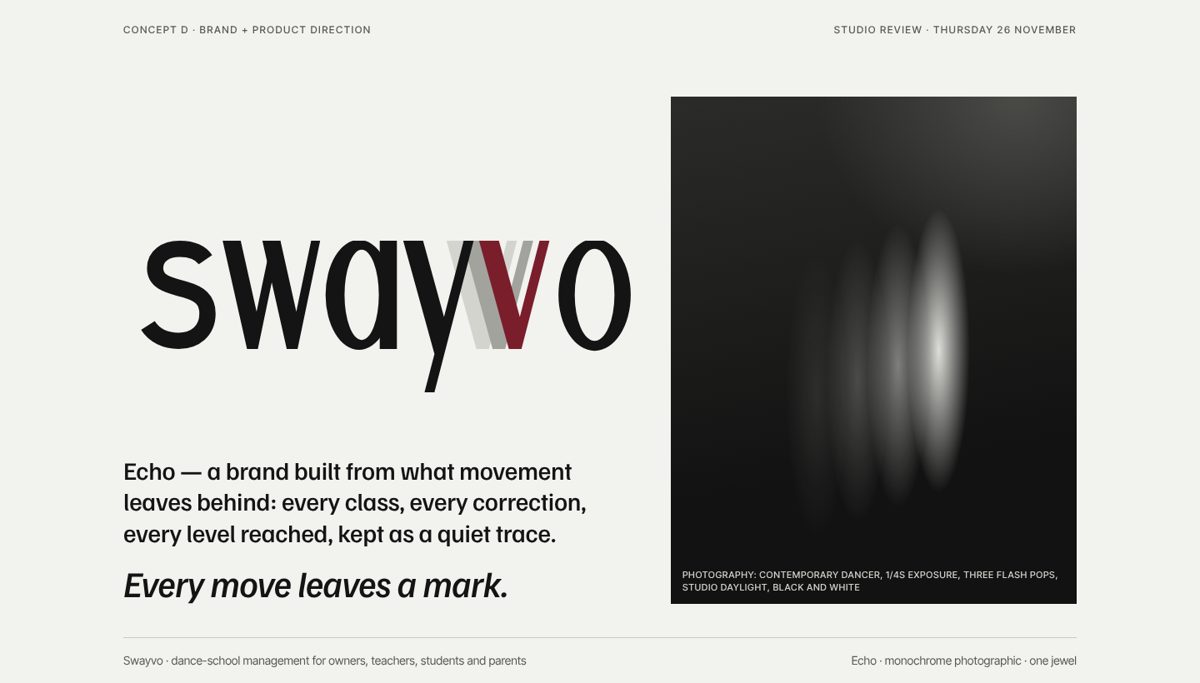 CONCEPT D · BRAND + PRODUCT DIRECTION
STUDIO REVIEW · THURSDAY 26 NOVEMBER
swayvo
Echo — a brand built from what movement
leaves behind: every class, every correction,
every level reached, kept as a quiet trace.
Every move leaves a mark.
PHOTOGRAPHY: CONTEMPORARY DANCER, 1/4S EXPOSURE, THREE FLASH POPS,
STUDIO DAYLIGHT, BLACK AND WHITE
Swayvo · dance-school management for owners, teachers, students and parents
Echo · monochrome photographic · one jewel